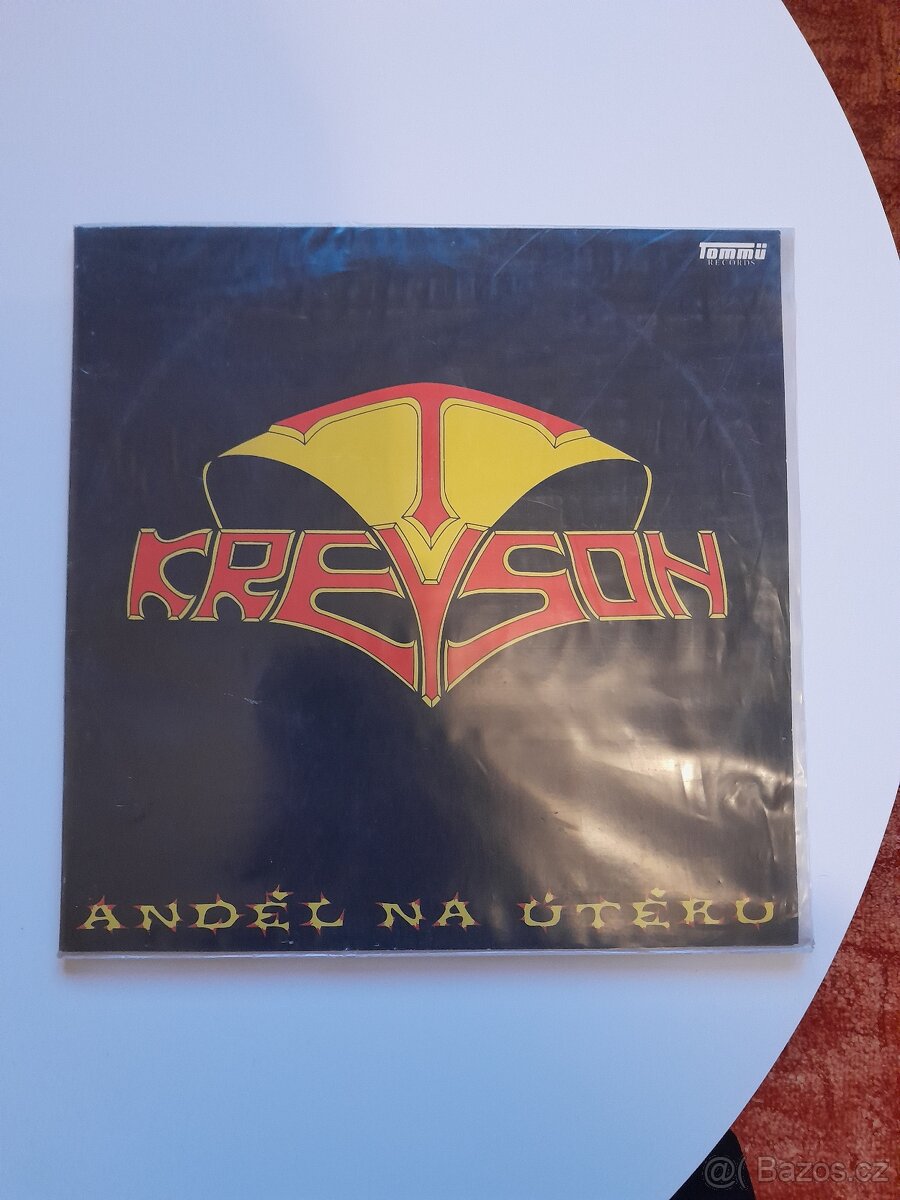 Tommü
RECORDS
KREYSON
ANDĚL NA ÚTĚKU
@( Bazos.cz